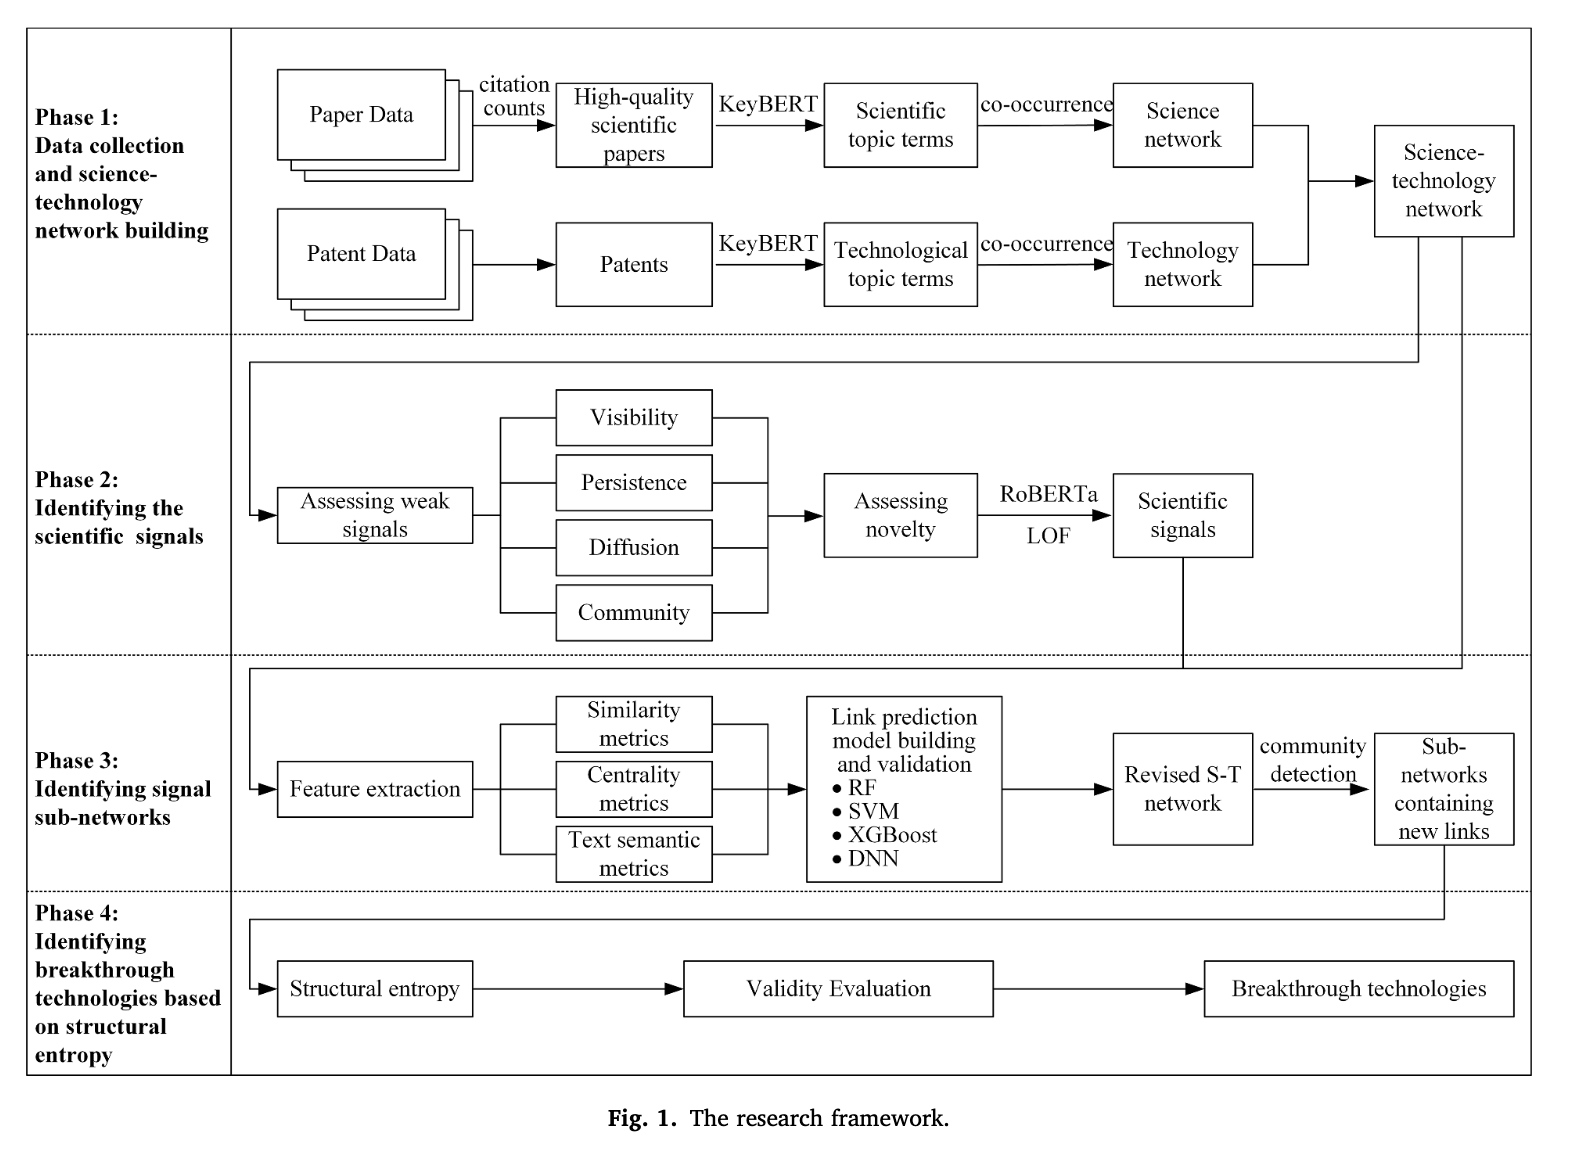 Phase 1:
Data collection
and science-
technology
network building
Paper Data
citation
counts
High-quality
scientific
papers
KeyBERT
Scientific
topic terms
co-occurrence
Science
network
Science-
technology
network
Patent Data
Patents
KeyBERT
Technological
topic terms
co-occurrence
Technology
network
Phase 2:
Identifying the
scientific signals
Assessing weak
signals
Visibility
Persistence
Diffusion
Community
Assessing
novelty
RoBERTa
LOF
Scientific
signals
Phase 3:
Identifying signal
sub-networks
Feature extraction
Similarity
metrics
Centrality
metrics
Text semantic
metrics
Link prediction
model building
and validation
● RF
● SVM
● XGBoost
● DNN
Revised S-T
network
community
detection
Sub-
networks
containing
new links
Phase 4:
Identifying
breakthrough
technologies based
on structural
entropy
Structural entropy
Validity Evaluation
Breakthrough technologies
Fig. 1. The research framework.